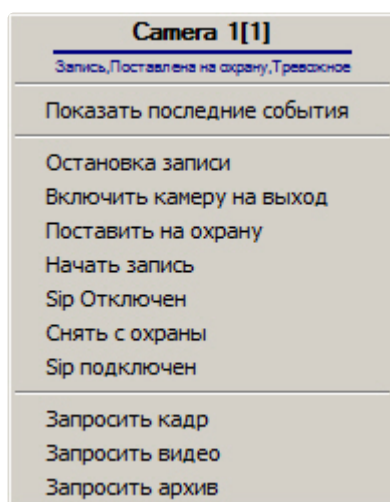 Camera 1[1]
Запись,Поставлена на охрану,Тревожное
Показать последние события
Остановка записи
Включить камеру на выход
Поставить на охрану
Начать запись
Sip Отключен
Снять с охраны
Sip подключен
Запросить кадр
Запросить видео
Запросить архив